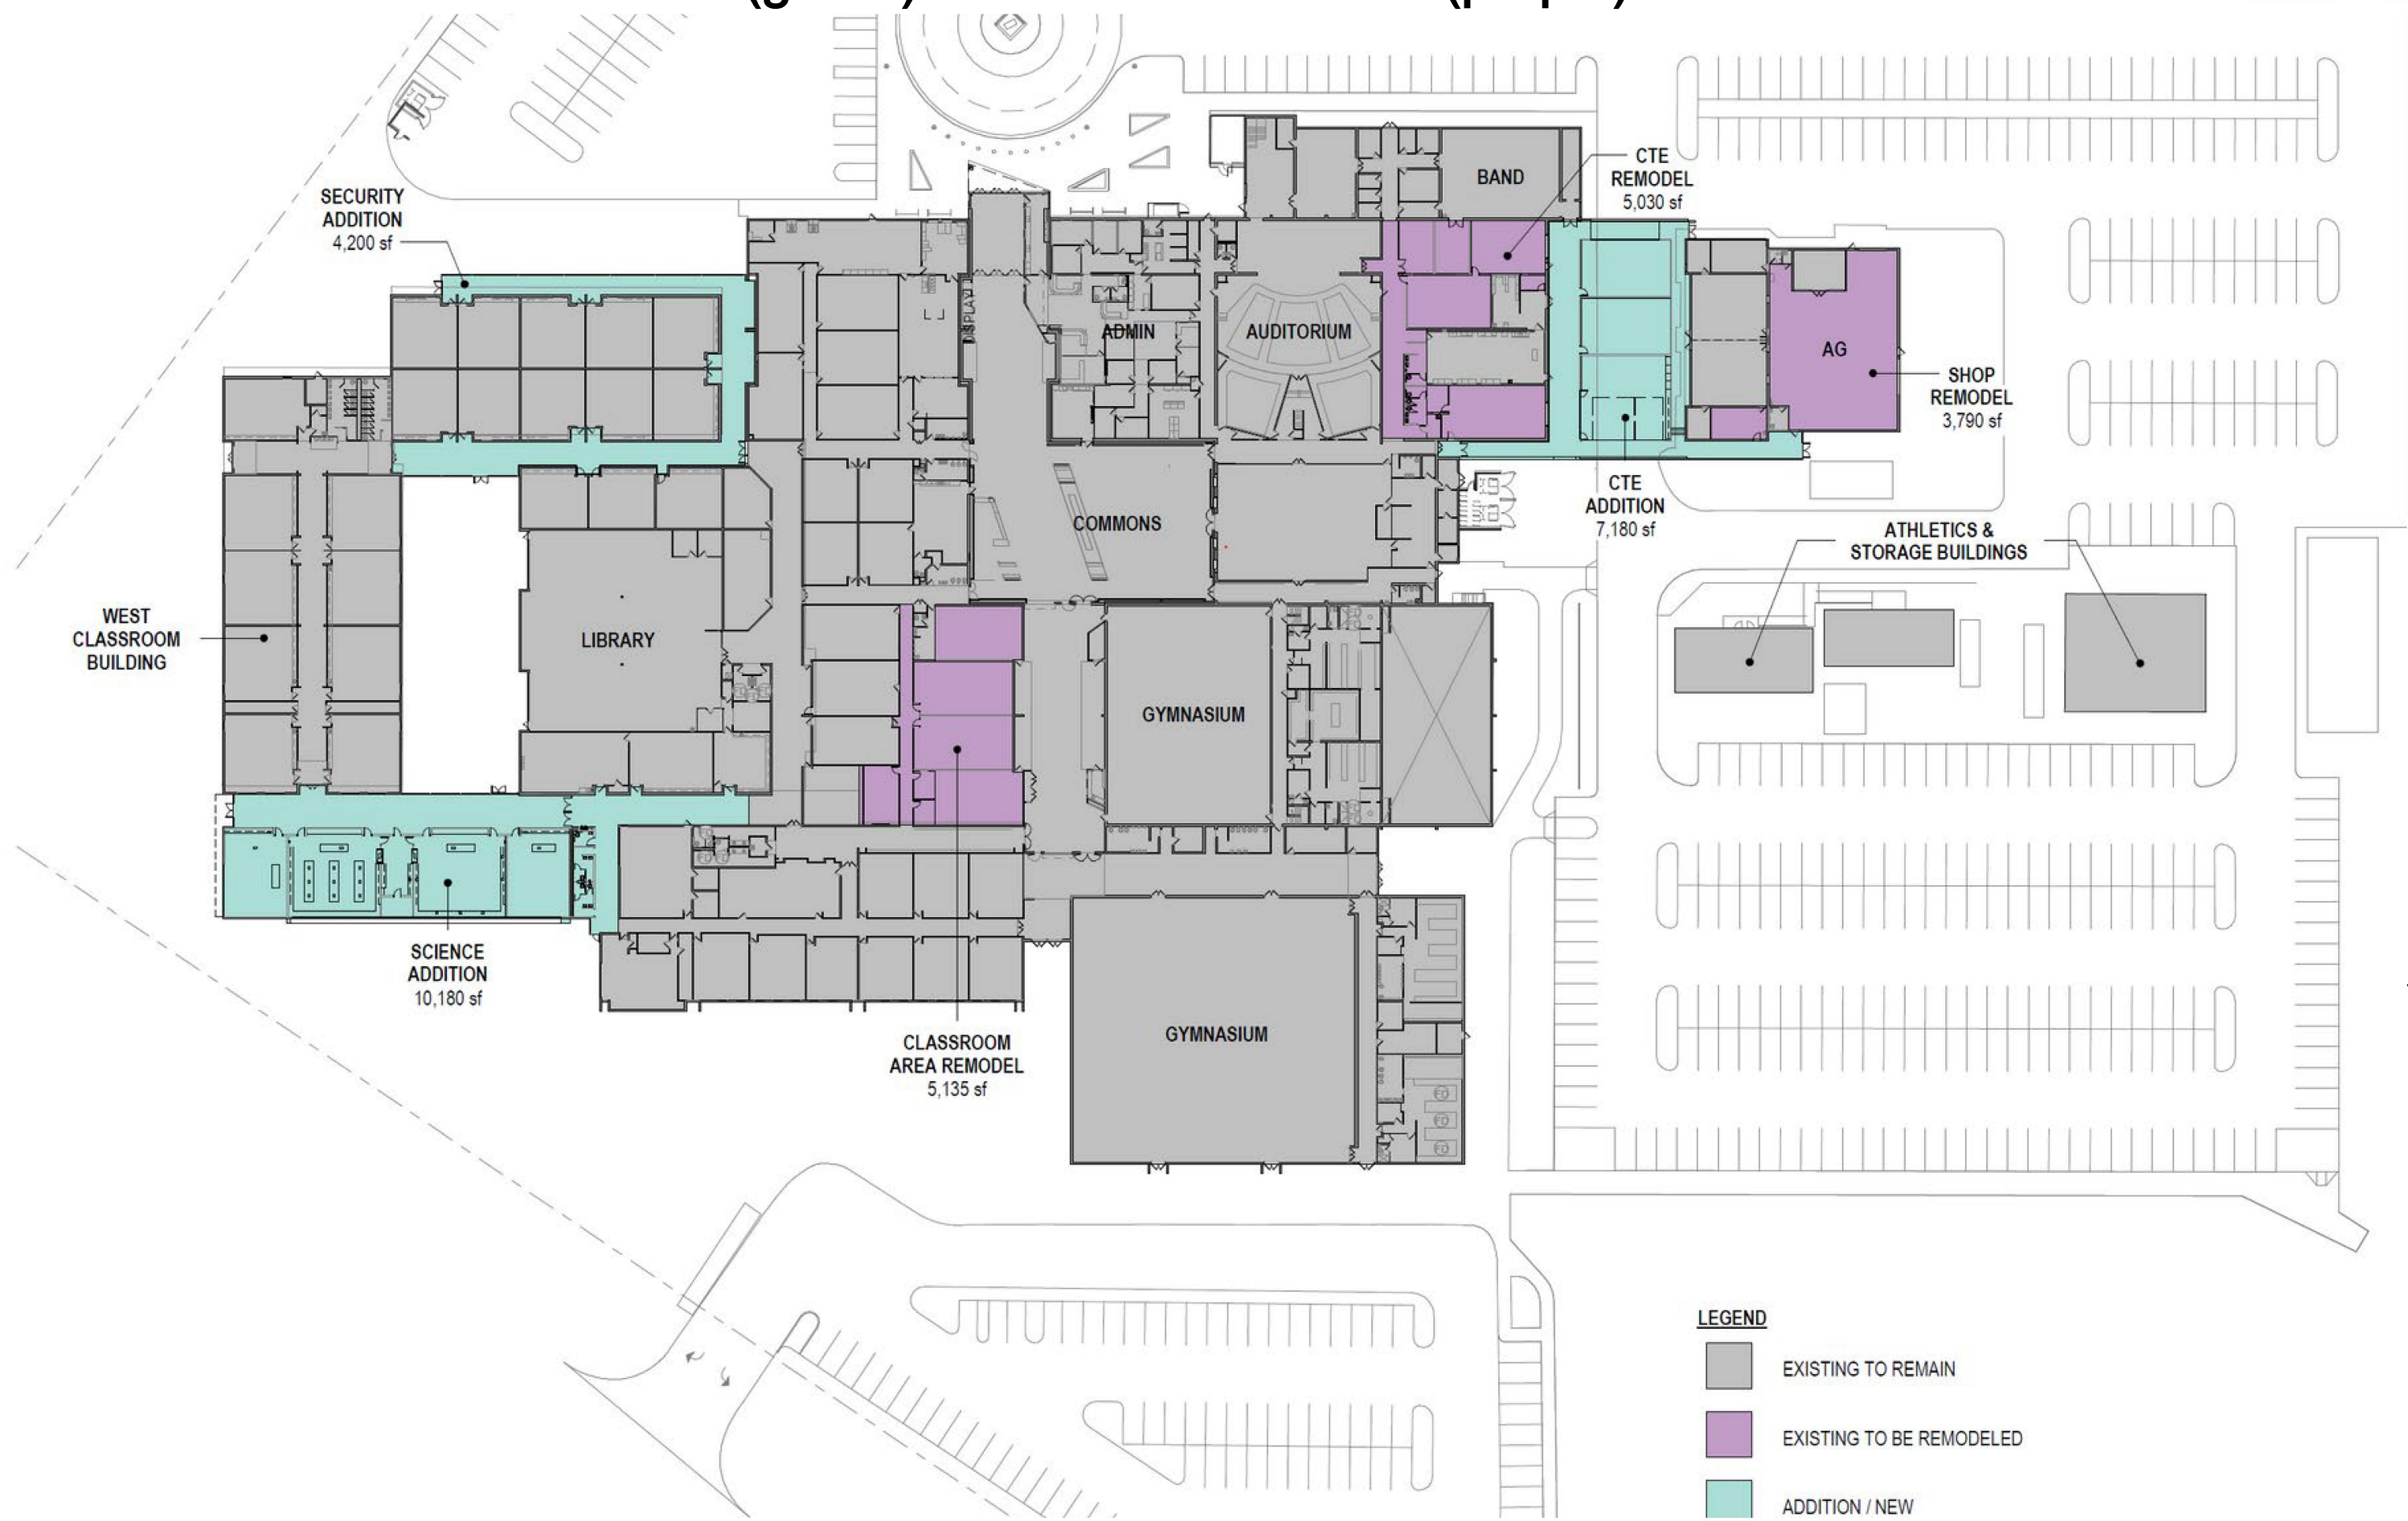 SECURITY
ADDITION
4,200 sf
BAND
CTE
REMODEL
5,030 sf
DISPLAY
ADMIN
AUDITORIUM
AG
SHOP
REMODEL
3,790 sf
CTE
ADDITION
7,180 sf
COMMONS
ATHLETICS &
STORAGE BUILDINGS
WEST
CLASSROOM
BUILDING
LIBRARY
GYMNASIUM
SCIENCE
ADDITION
10,180 sf
CLASSROOM
AREA REMODEL
5,135 sf
GYMNASIUM
LEGEND
EXISTING TO REMAIN
EXISTING TO BE REMODELED
ADDITION / NEW